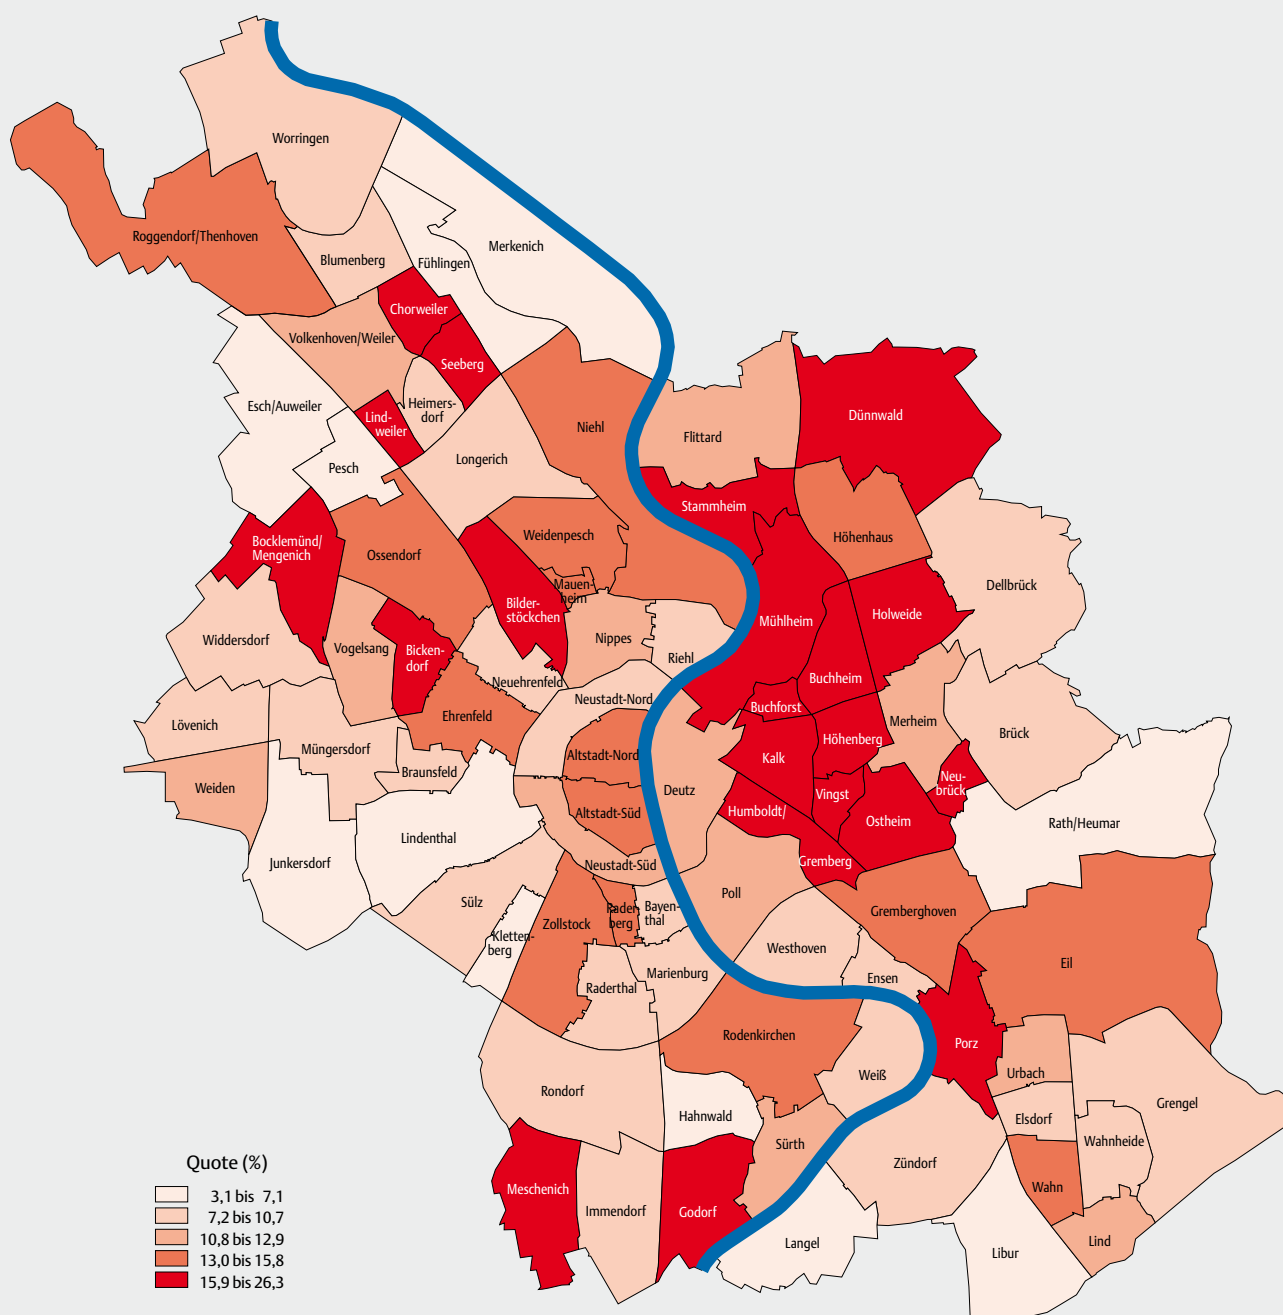 Worringen
Roggendorf/Thenhoven
Merkenich
Blumenberg
Fühlingen
Chorweiler
Volkenhoven/Weiler
Seeberg
Esch/Auweiler
Heimers-
dorf
Lind-
weiler
Niehl
Dünnwald
Flittard
Longerich
Pesch
Stammheim
Weidenpesch
Höhenhaus
Bocklemünd/
Mengenich
Ossendorf
Mauen-
heim
Dellbrück
Bilder-
stöckchen
Holweide
Mühlheim
Nippes
Widdersdorf
Vogelsang
Bicken-
dorf
Riehl
Buchheim
Neuehrenfeld
Neustadt-Nord
Buchforst
Ehrenfeld
Merheim
Lövenich
Brück
Höhenberg
Müngersdorf
Altstadt-Nord
Kalk
Braunsfeld
Neu-
brück
Weiden
Deutz
Vingst
Humboldt/
Altstadt-Süd
Ostheim
Rath/Heumar
Lindenthal
Junkersdorf
Neustadt-Süd
Gremberg
Poll
Sülz
Bayen-
thal
Rader-
berg
Gremberghoven
Zollstock
Kletten-
berg
Westhoven
Eil
Marienburg
Ensen
Raderthal
Rodenkirchen
Porz
Urbach
Weiß
Rondorf
Grengel
Hahnwald
Elsdorf
Wahnheide
Sürth
Zündorf
Meschenich
Wahn
Immendorf
Godorf
Langel
Lind
Libur
Quote (%)
3,1 bis 7,1
7,2 bis 10,7
10,8 bis 12,9
13,0 bis 15,8
15,9 bis 26,3